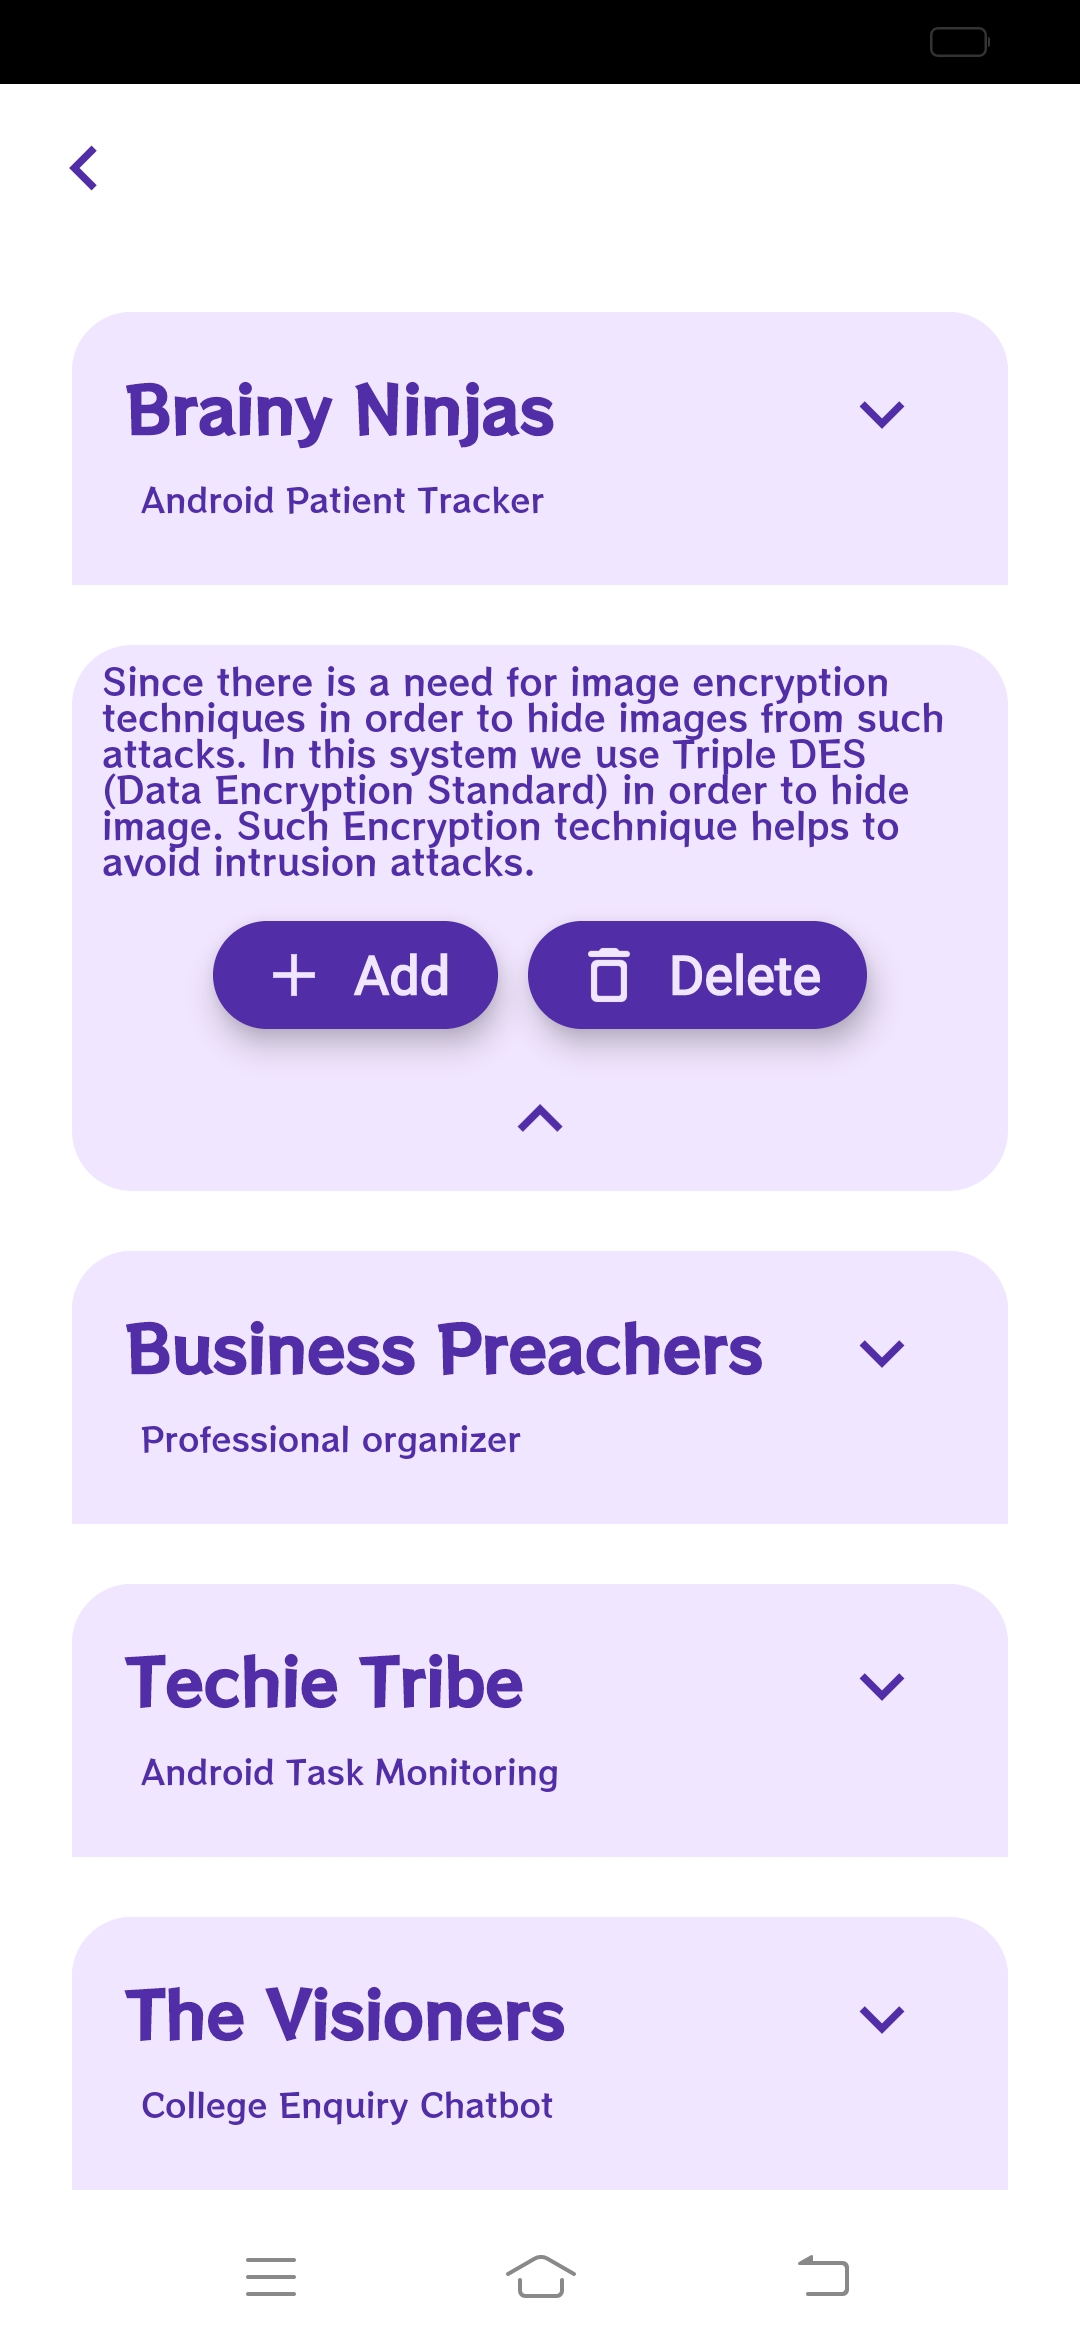 Brainy Ninjas
Android Patient Tracker
Since there is a need for image encryption
techniques in order to hide images from such
attacks. In this system we use Triple DES
(Data Encryption Standard) in order to hide
image. Such Encryption technique helps to
avoid intrusion attacks.
Add
Delete
Business Preachers
Professional organizer
Techie Tribe
Android Task Monitoring
The Visioners
College Enquiry Chatbot